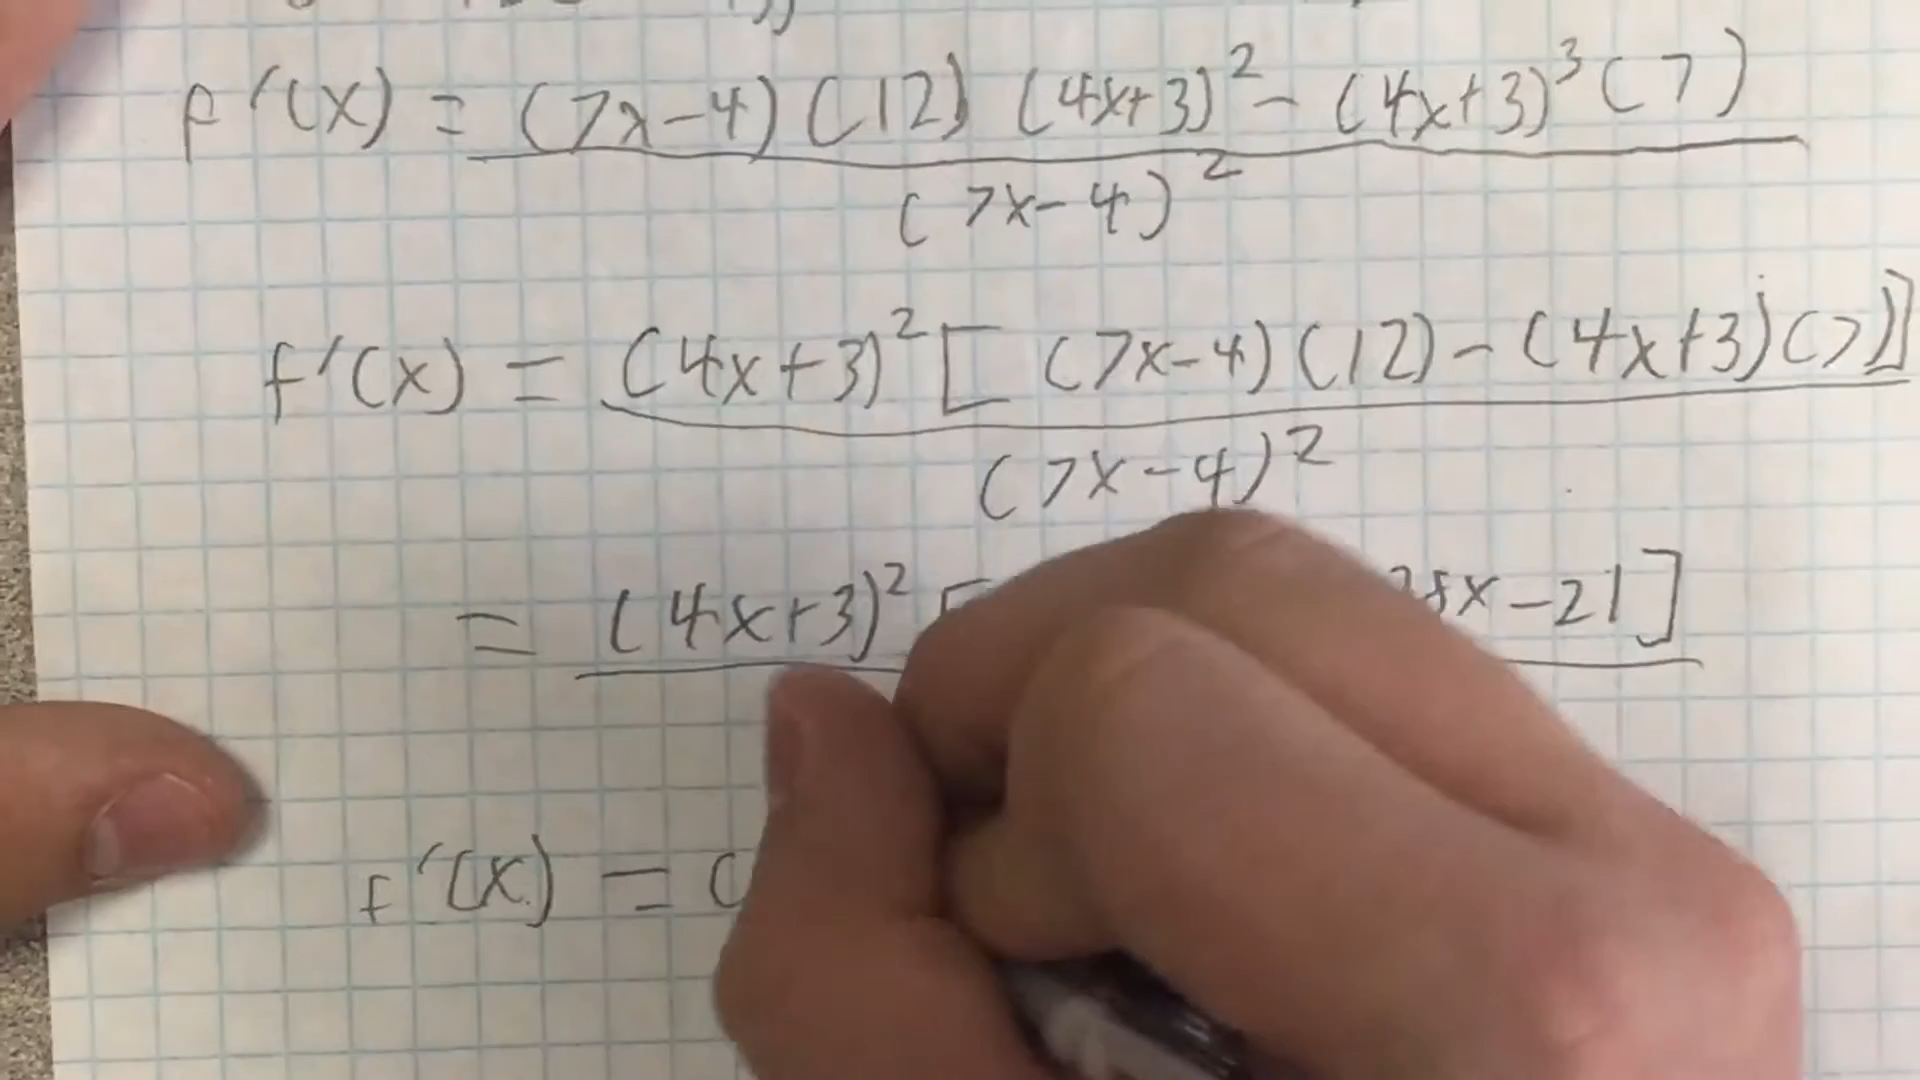 f'(x) = (7x-4)(12)(4x+3)² - (4x+3)³(7)
(7x-4)²
f'(x) = (4x+3)² [(7x-4)(12) - (4x+3)(7)]
(7x-4)²
= (4x+3)² [ 28x - 21]
f'(x) = (